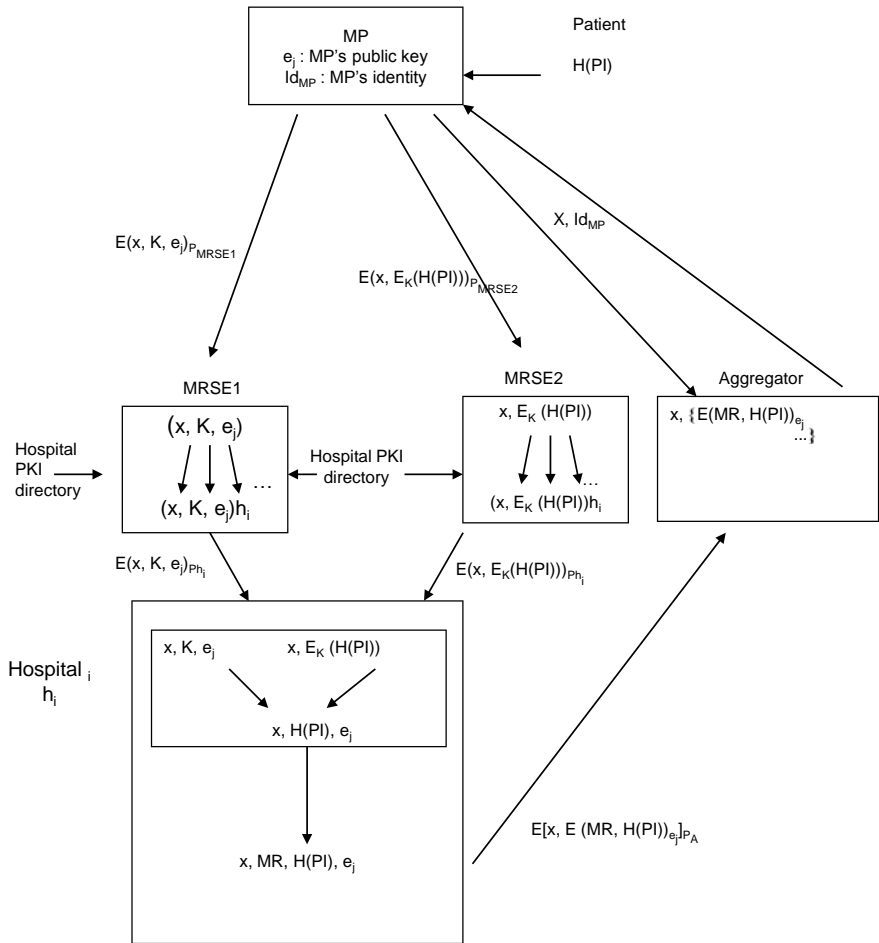 MP
e_j : MP's public key
Id_MP : MP's identity
Patient
H(PI)
X, Id_MP
E(x, K, e_j)_P_MRSE1
E(x, E_K(H(PI)))_P_MRSE2
MRSE1
MRSE2
Aggregator
(x, K, e_j)
...
(x, K, e_j)h_i
x, E_K (H(PI))
...
(x, E_K (H(PI))h_i
x, {E(MR, H(PI))_e_j
...}
Hospital
PKI
directory
Hospital PKI
directory
E(x, K, e_j)_Ph_i
E(x, E_K(H(PI)))_Ph_i
Hospital _i
h_i
x, K, e_j
x, E_K (H(PI))
x, H(PI), e_j
x, MR, H(PI), e_j
E[x, E (MR, H(PI))_e_j]_P_A